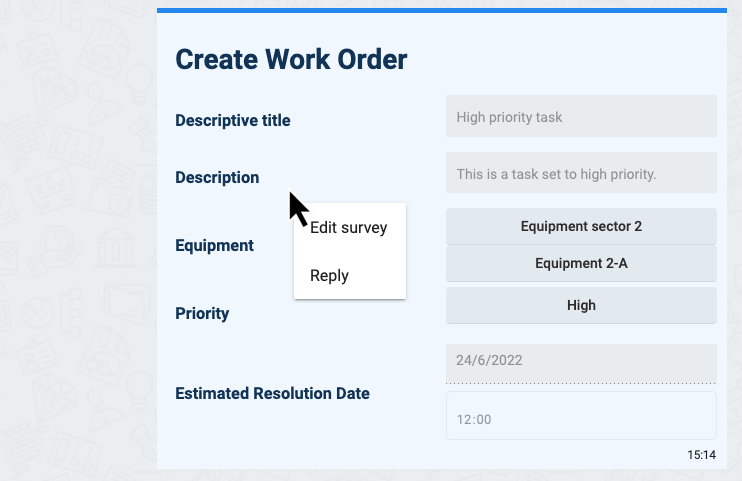 Create Work Order
Descriptive title
High priority task
Description
This is a task set to high priority.
Edit survey
Reply
Equipment
Equipment sector 2
Equipment 2-A
Priority
High
Estimated Resolution Date
24/6/2022
12:00
15:14